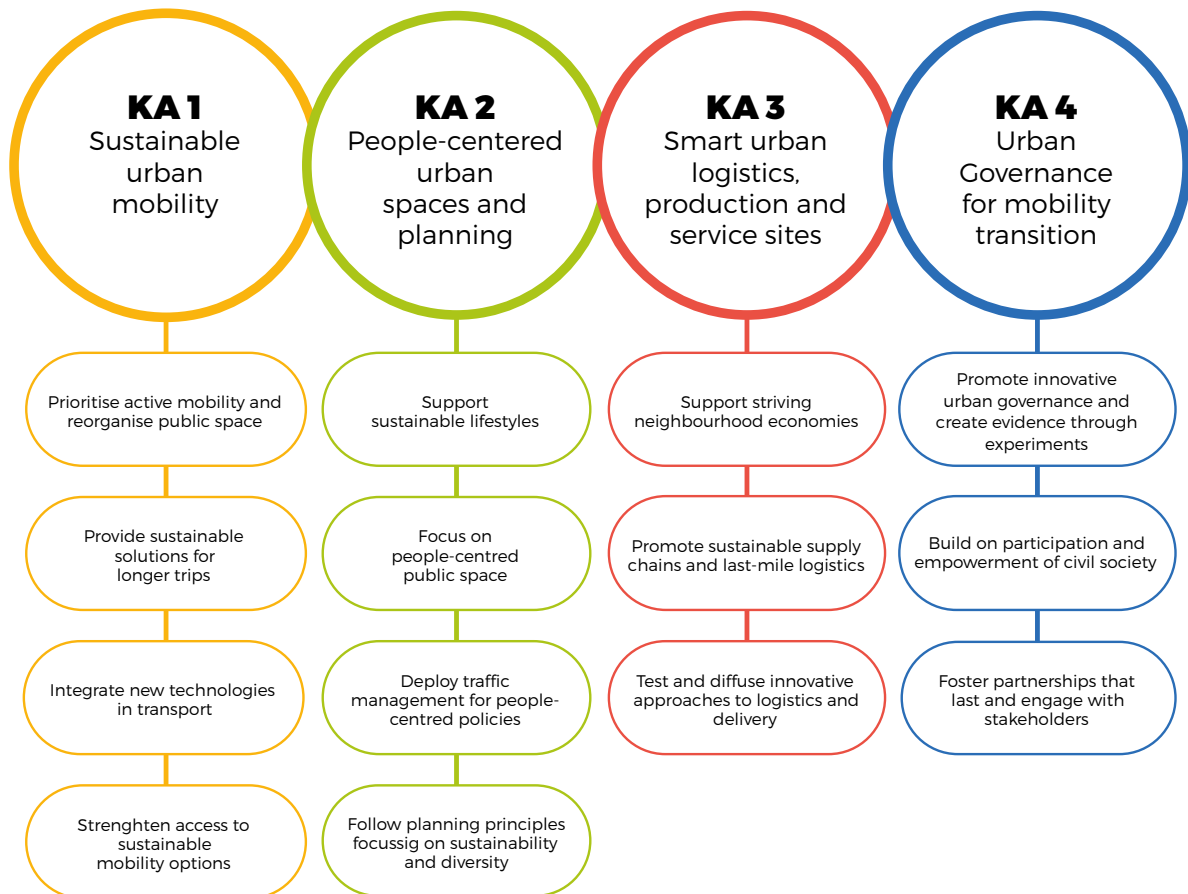 KA 1
Sustainable
urban
mobility
Prioritise active mobility and
reorganise public space
Provide sustainable
solutions for
longer trips
Integrate new technologies
in transport
Strenghten access to
sustainable
mobility options
KA 2
People-centered
urban
spaces and
planning
Support
sustainable lifestyles
Focus on
people-centred
public space
Deploy traffic
management for people-
centred policies
Follow planning principles
focussig on sustainability
and diversity
KA 3
Smart urban
logistics,
production and
service sites
Support striving
neighbourhood economies
Promote sustainable supply
chains and last-mile logistics
Test and diffuse innovative
approaches to logistics and
delivery
KA 4
Urban
Governance
for mobility
transition
Promote innovative
urban governance and
create evidence through
experiments
Build on participation and
empowerment of civil society
Foster partnerships that
last and engage with
stakeholders